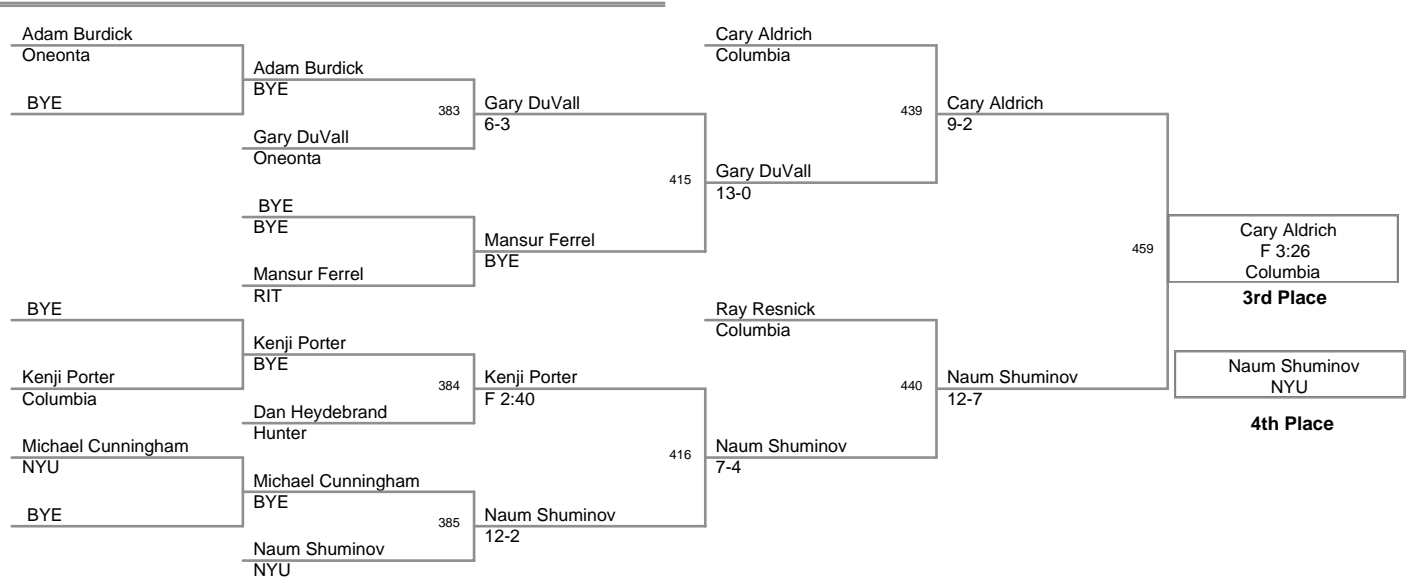 Adam Burdick
Oneonta
BYE
Adam Burdick
BYE
383
Gary DuVall
Oneonta
Gary DuVall
6-3
BYE
BYE
Mansur Ferrel
RIT
Mansur Ferrel
BYE
415
Gary DuVall
13-0
Cary Aldrich
Columbia
439
Cary Aldrich
9-2
BYE
Kenji Porter
Columbia
Kenji Porter
BYE
384
Dan Heydebrand
Hunter
Kenji Porter
F 2:40
Michael Cunningham
NYU
BYE
Michael Cunningham
BYE
385
Naum Shuminov
NYU
Naum Shuminov
12-2
416
Naum Shuminov
7-4
Ray Resnick
Columbia
440
Naum Shuminov
12-7
459
Cary Aldrich
F 3:26
Columbia
3rd Place
Naum Shuminov
NYU
4th Place